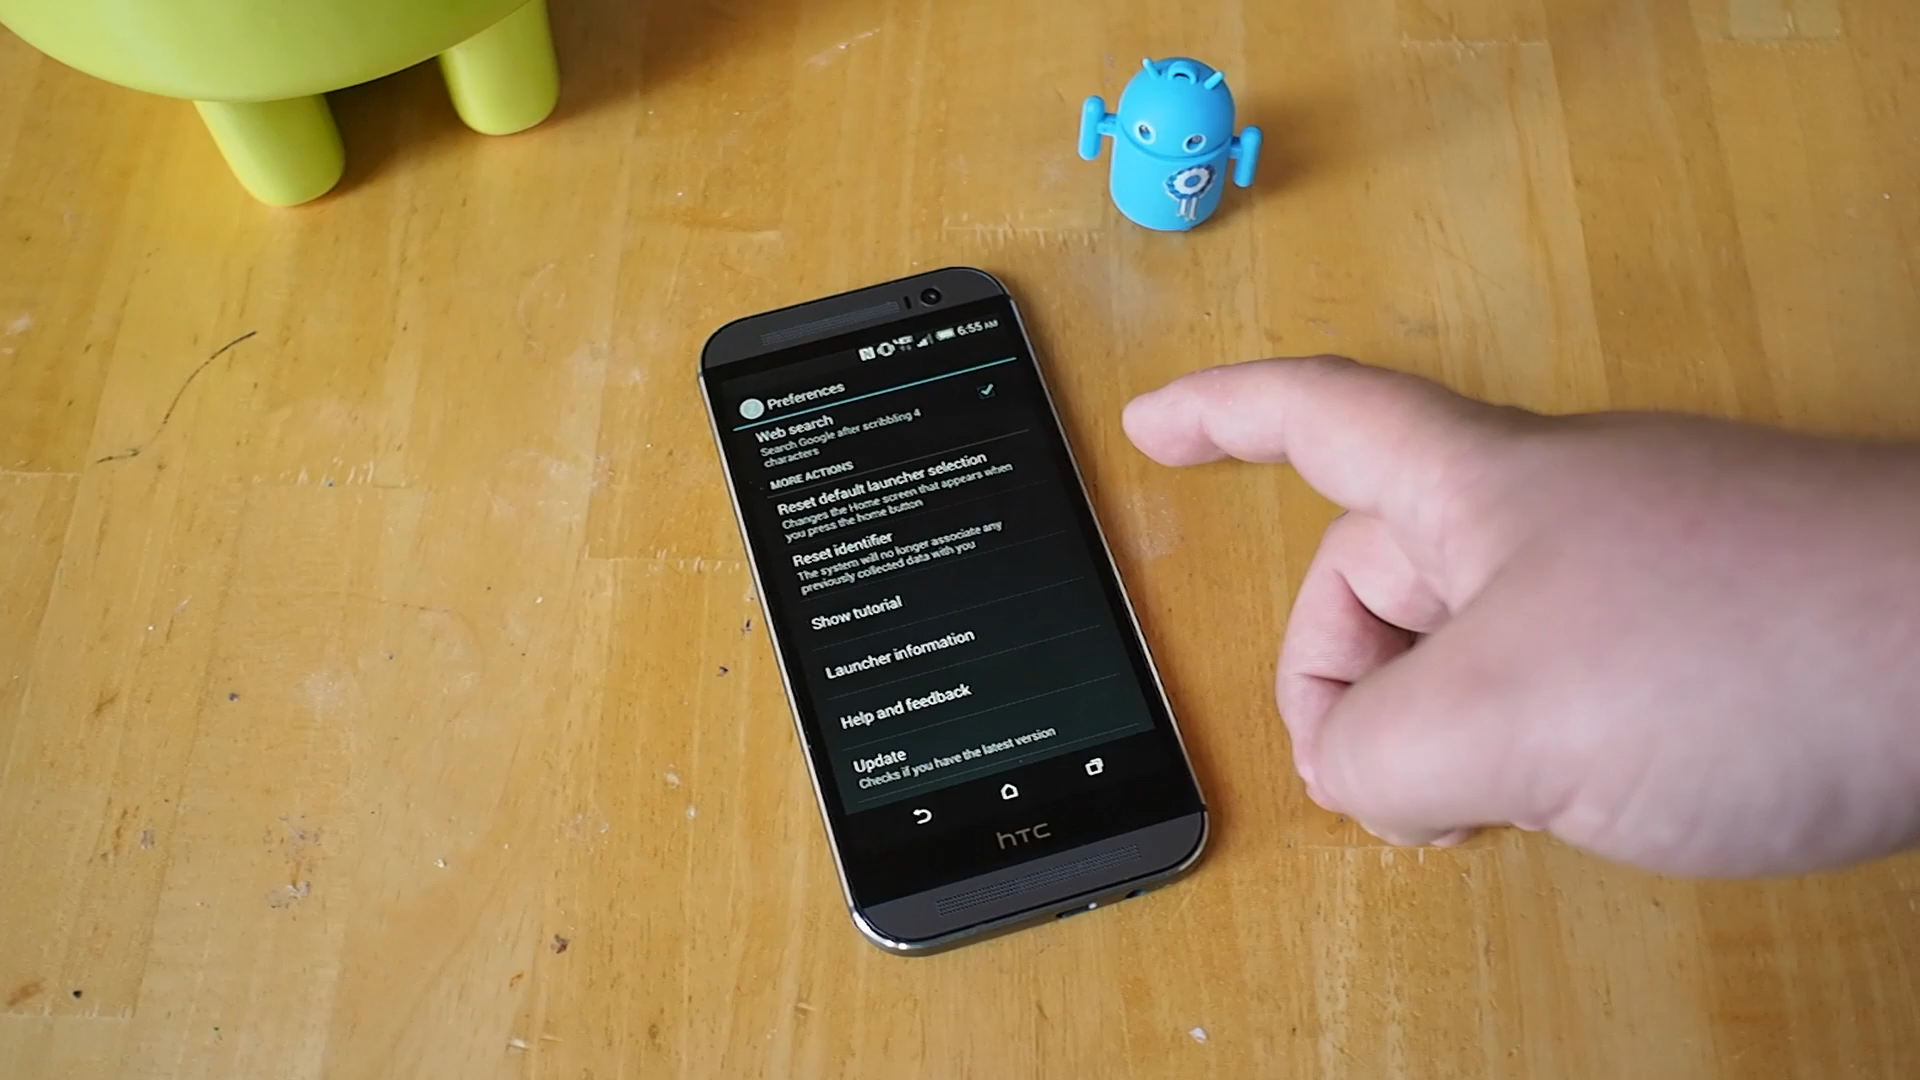 6:55 AM
Preferences
Web search
Search Google after scribbling 4
characters
MORE ACTIONS
Reset default launcher selection
Changes the Home screen that appears when
you press the home button
Reset identifier
The system will no longer associate any
previously collected data with you
Show tutorial
Launcher information
Help and feedback
Update
Checks if you have the latest version
hTC